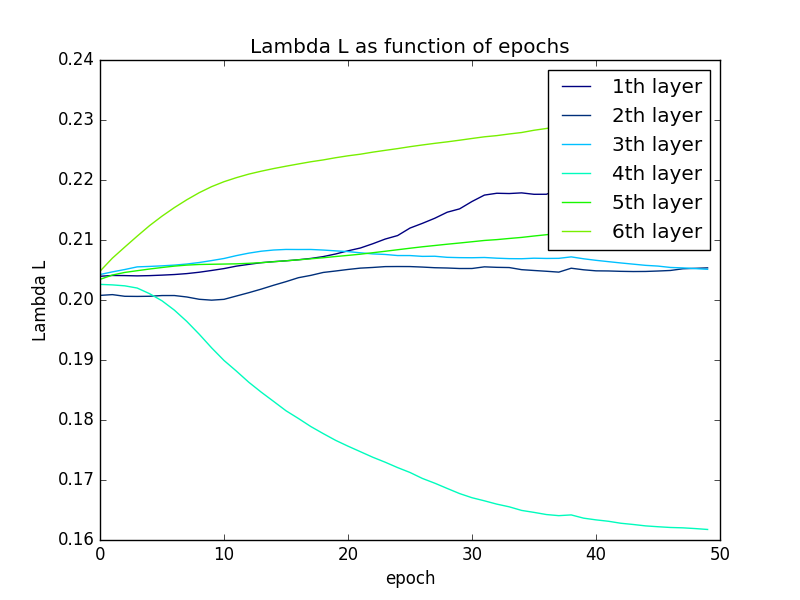 Lambda L as function of epochs
0.24
0.23
0.22
0.21
0.20
0.19
0.18
0.17
0.16
Lambda L
1th layer
2th layer
3th layer
4th layer
5th layer
6th layer
0 10 20 30 40 50
epoch